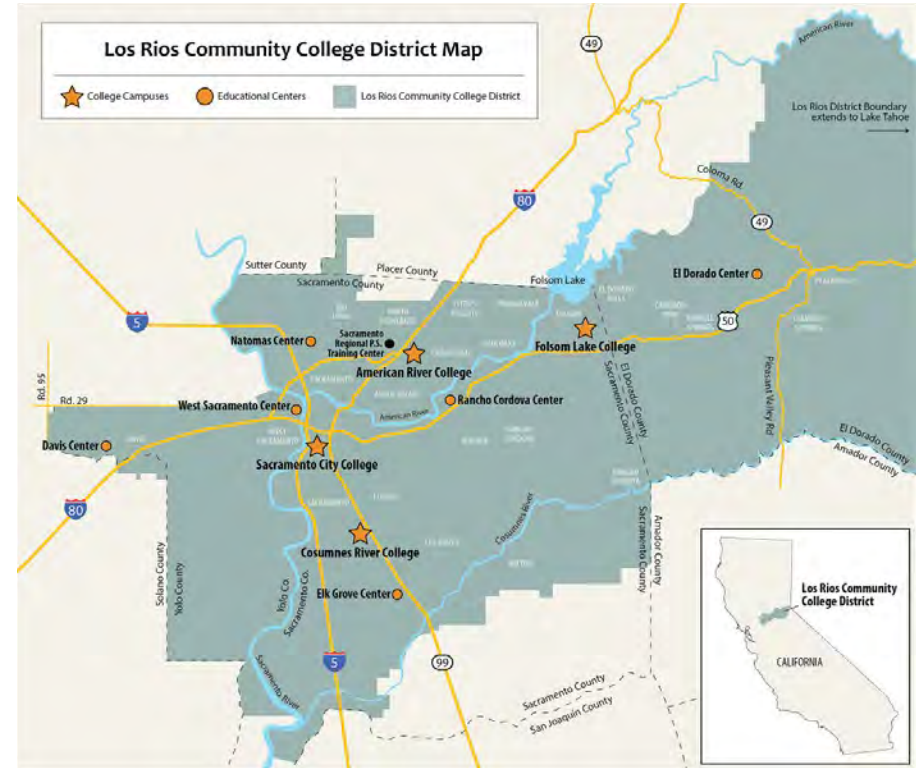 Los Rios Community College District Map
College Campuses
Educational Centers
Los Rios Community College District
American River
49
Los Rios District Boundary
extends to Lake Tahoe
Coloma Rd.
80
49
Sutter County
Placer County
Sacramento County
Folsom Lake
El Dorado Center
5
50
Natomas Center
Sacramento
Regional P.S.
Training Center
American River College
Folsom Lake College
Rd. 95
Rd. 29
West Sacramento Center
American River
Rancho Cordova Center
El Dorado County
Sacramento County
Pleasant Valley Rd
Davis Center
Sacramento City College
El Dorado County
Amador County
80
Cosumnes River
Cosumnes River College
Solano County
Yolo County
Yolo Co.
Sacramento Co.
Sacramento County
Amador County
Elk Grove Center
5
99
Sacramento River
Sacramento County
San Joaquin County
Los Rios Community
College District
CALIFORNIA